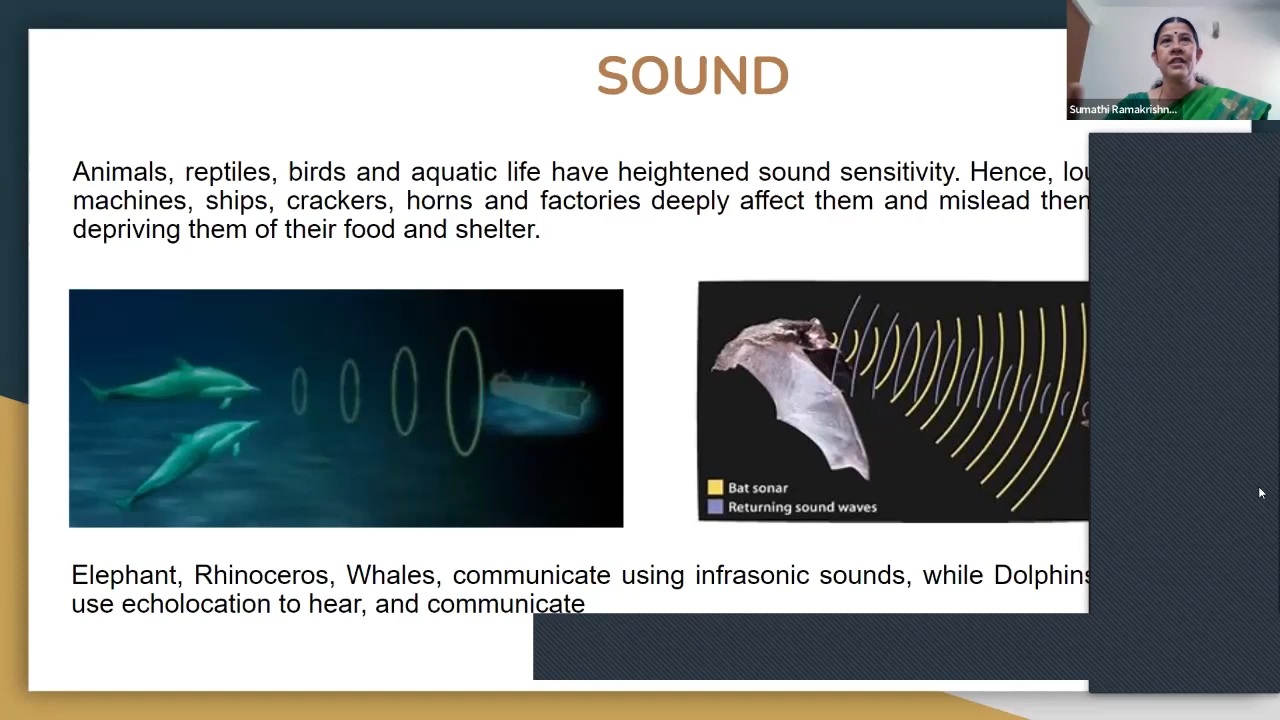 SOUND
Sumathi Ramakrishn...
Animals, reptiles, birds and aquatic life have heightened sound sensitivity. Hence,
machines, ships, crackers, horns and factories deeply affect them and mislead
depriving them of their food and shelter.
Bat sonar
Returning sound waves
Elephant, Rhinoceros, Whales, communicate using infrasonic sounds, while Dolphins
use echolocation to hear, and communicate